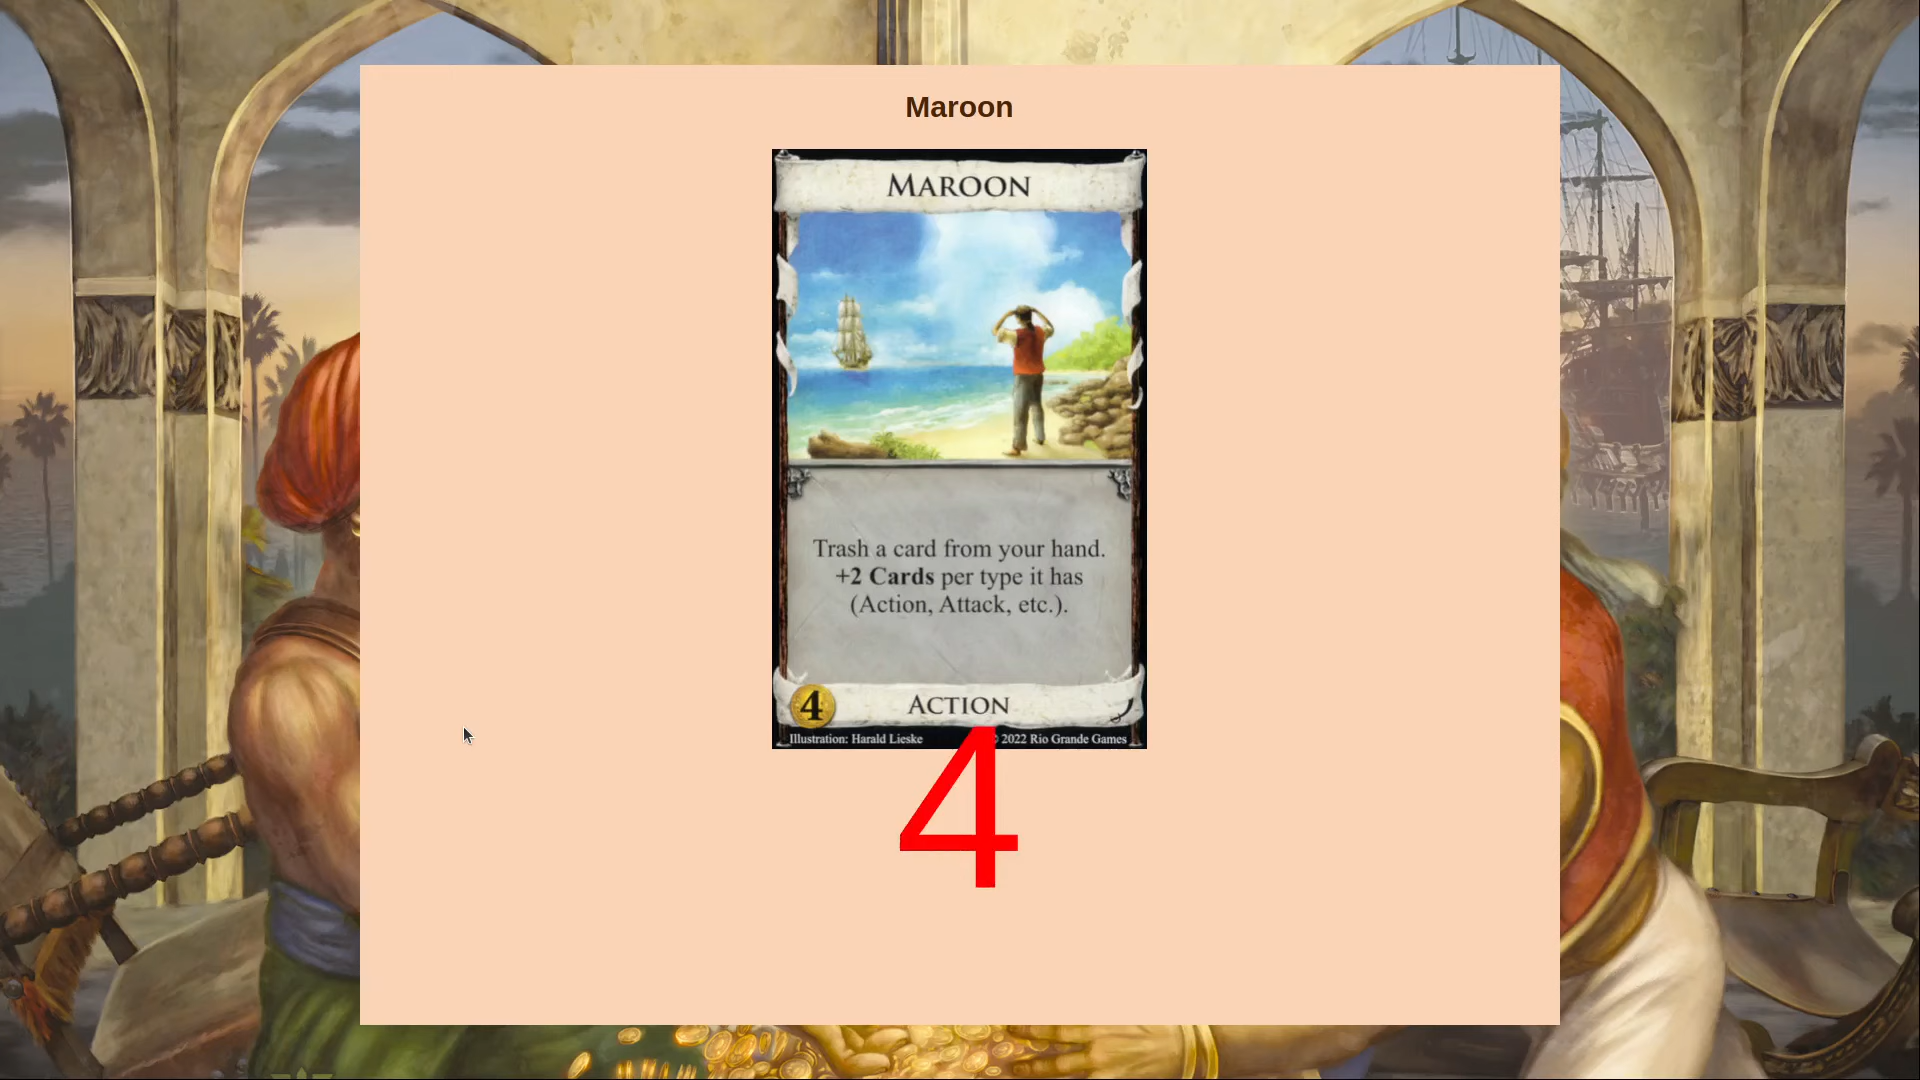 Maroon
MAROON
Trash a card from your hand.
+2 Cards per type it has
(Action, Attack, etc.).
4
ACTION
Illustration: Harald Lieske
2022 Rio Grande Games
4